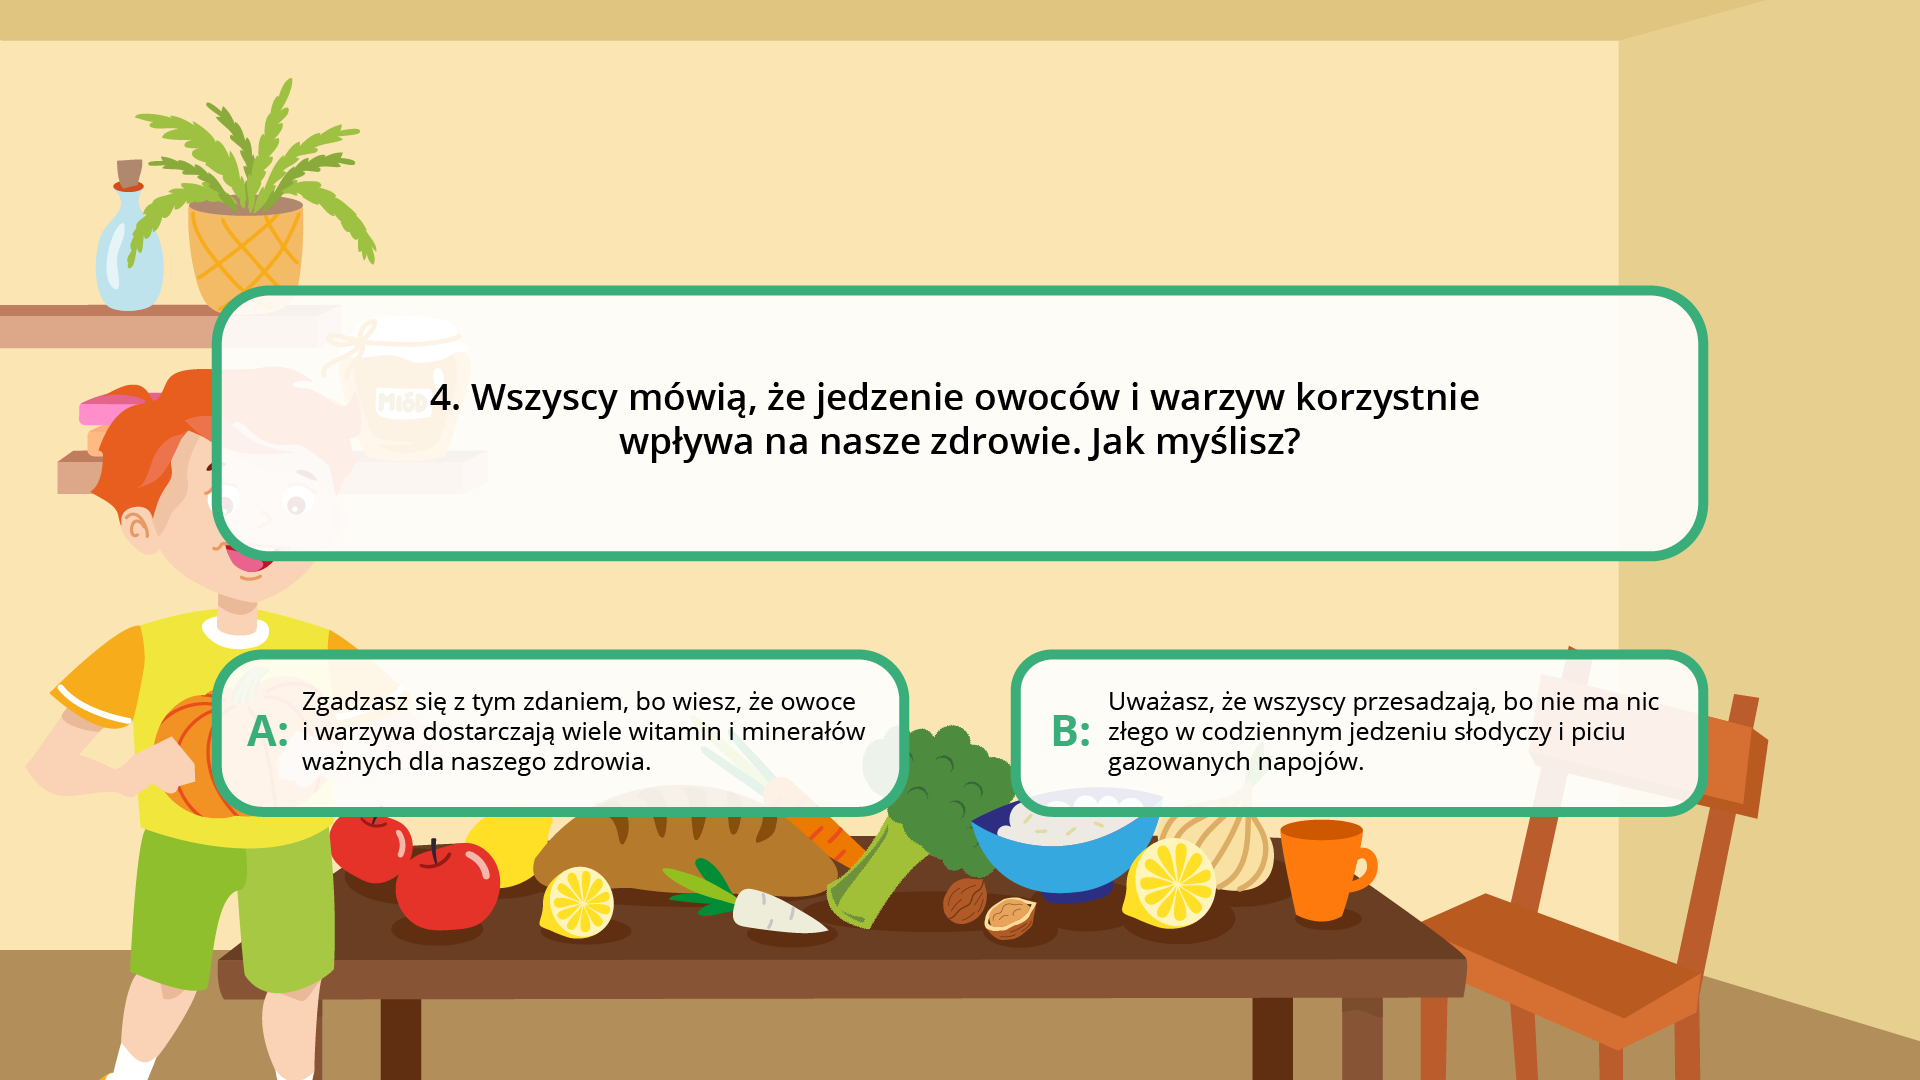 MIÓD
4. Wszyscy mówią, że jedzenie owoców i warzyw korzystnie
wpływa na nasze zdrowie. Jak myślisz?
A:
Zgadzasz się z tym zdaniem, bo wiesz, że owoce
i warzywa dostarczają wiele witamin i minerałów
ważnych dla naszego zdrowia.
B:
Uważasz, że wszyscy przesadzają, bo nie ma nic
złego w codziennym jedzeniu słodyczy i piciu
gazowanych napojów.